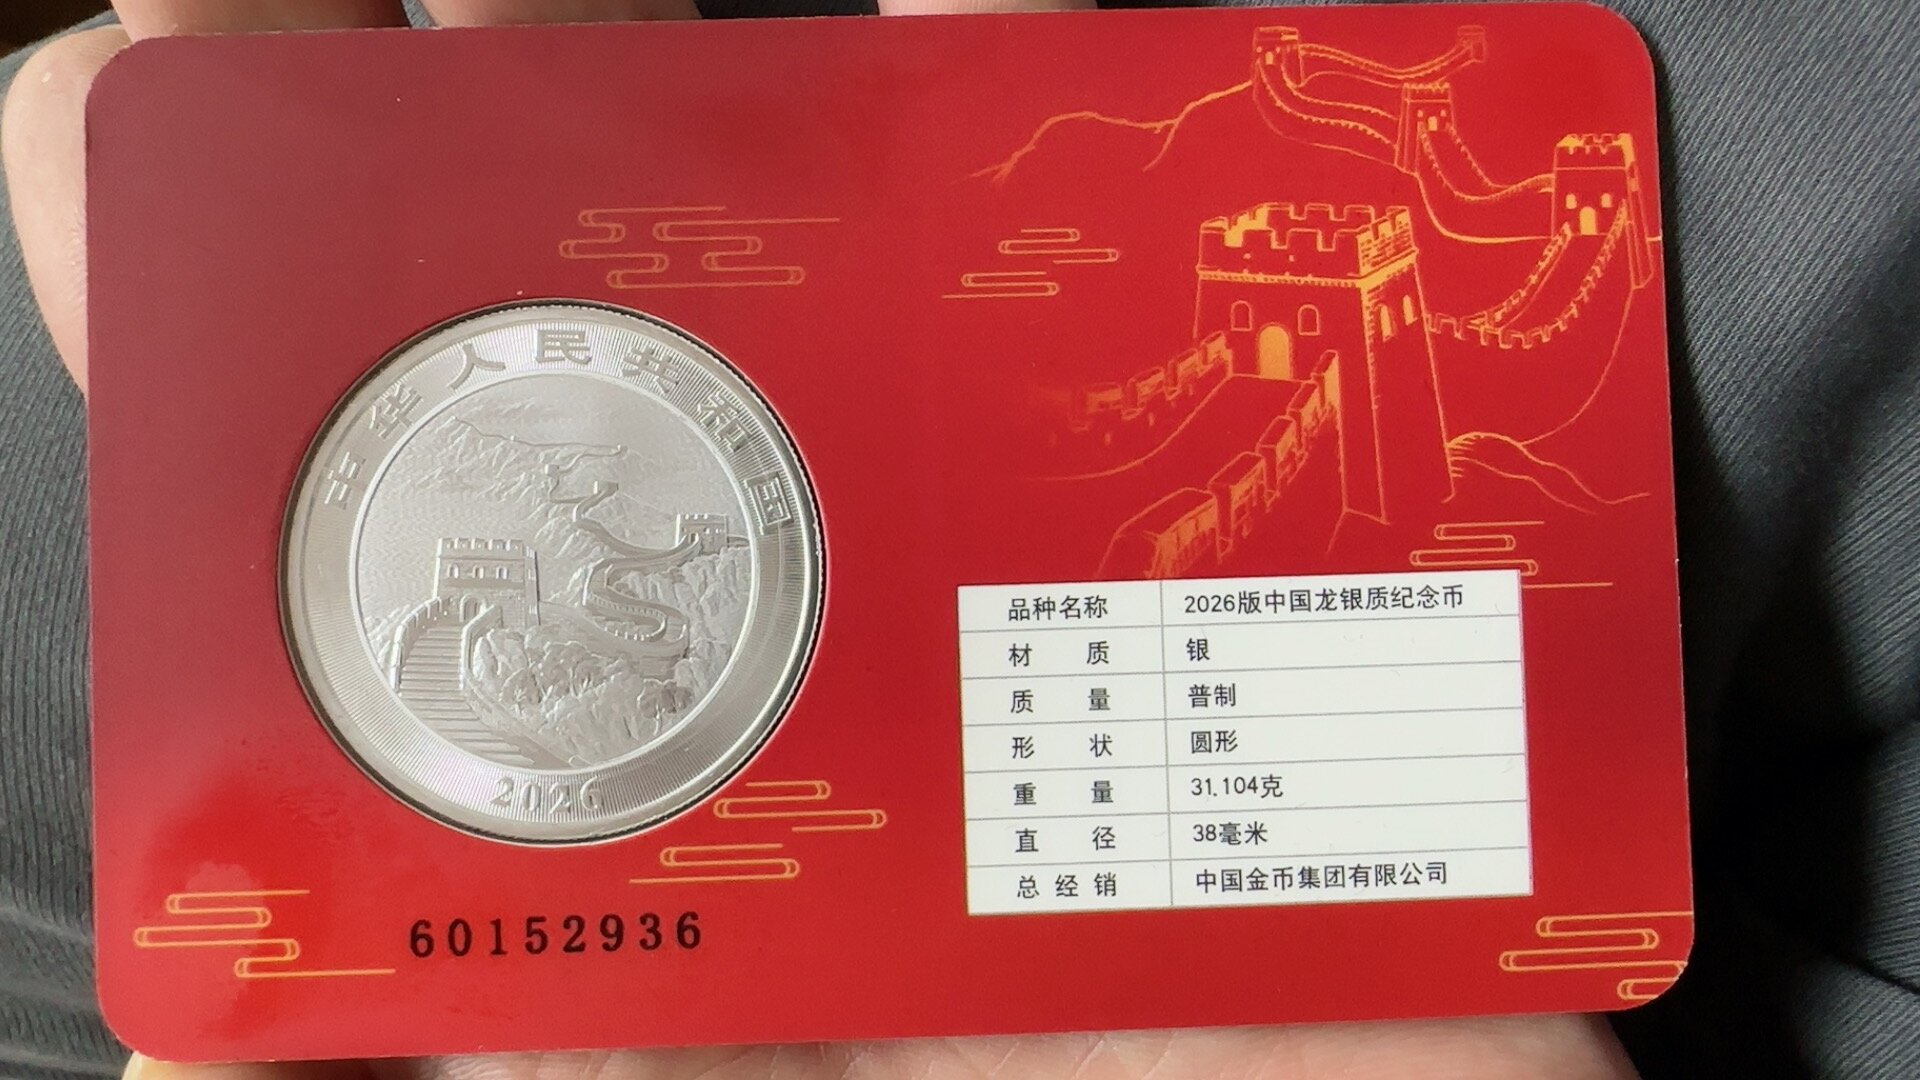 中华人民共和国
2026
60152936
品种名称 2026版中国龙银质纪念币
材 质 银
质 量 普制
形 状 圆形
重 量 31.104克
直 径 38毫米
总经销 中国金币集团有限公司